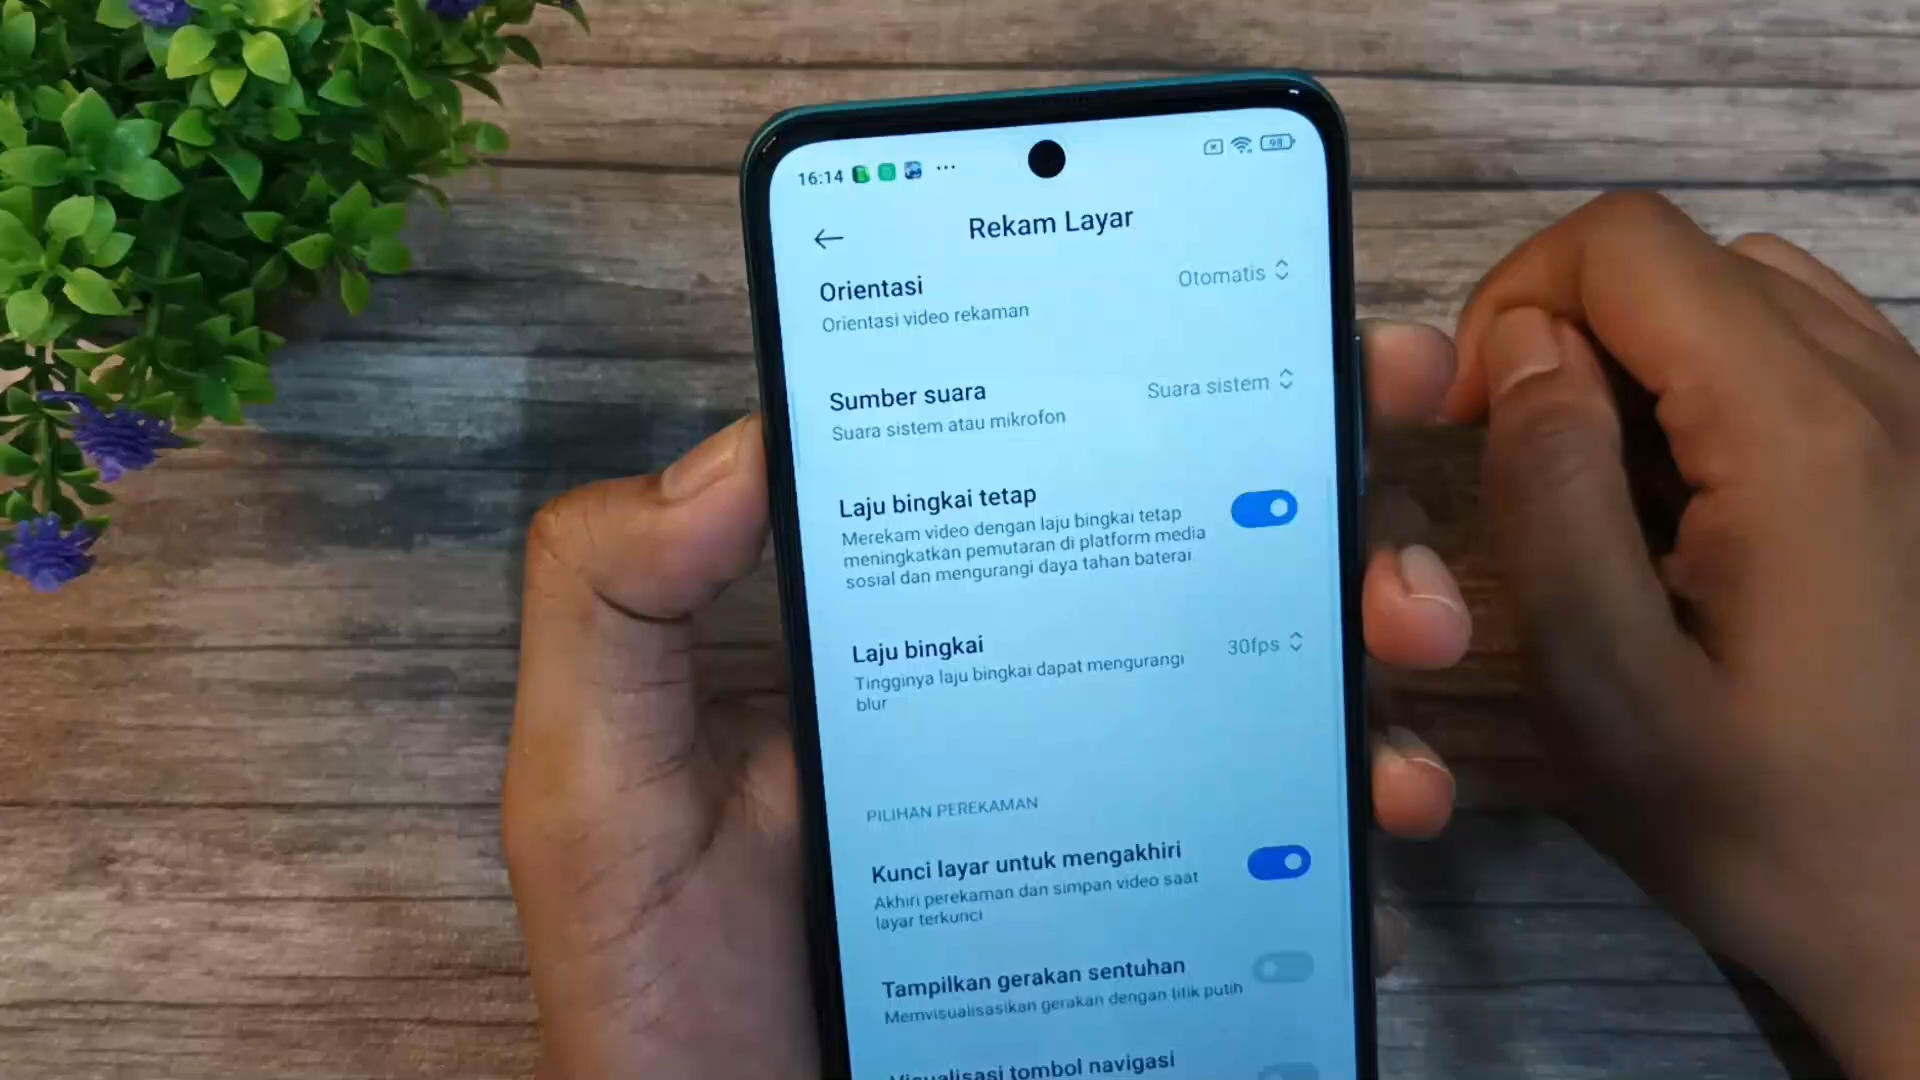 16:14 ... 98
Rekam Layar
Orientasi
Otomatis
Orientasi video rekaman
Sumber suara
Suara sistem
Suara sistem atau mikrofon
Laju bingkai tetap
Merekam video dengan laju bingkai tetap
meningkatkan pemutaran di platform media
sosial dan mengurangi daya tahan baterai
Laju bingkai
30fps
Tingginya laju bingkai dapat mengurangi
blur
PILIHAN PEREKAMAN
Kunci layar untuk mengakhiri
Akhiri perekaman dan simpan video saat
layar terkunci
Tampilkan gerakan sentuhan
Memvisualisasikan gerakan dengan titik putih
Visualisasi tombol navigasi